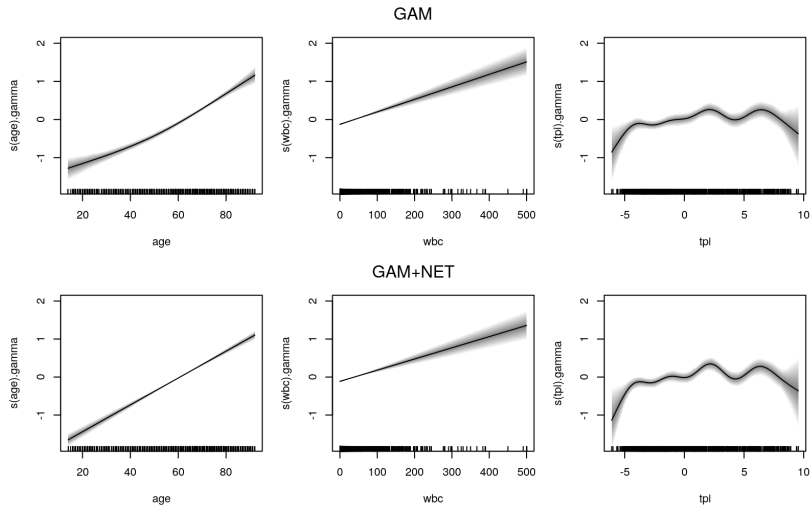 GAM
s(age).gamma
-1 0 1 2
20 40 60 80
age
s(wbc).gamma
-1 0 1 2
0 100 200 300 400 500
wbc
s(tpl).gamma
-1 0 1 2
-5 0 5 10
tpl
GAM+NET
s(age).gamma
-1 0 1 2
20 40 60 80
age
s(wbc).gamma
-1 0 1 2
0 100 200 300 400 500
wbc
s(tpl).gamma
-1 0 1 2
-5 0 5 10
tpl